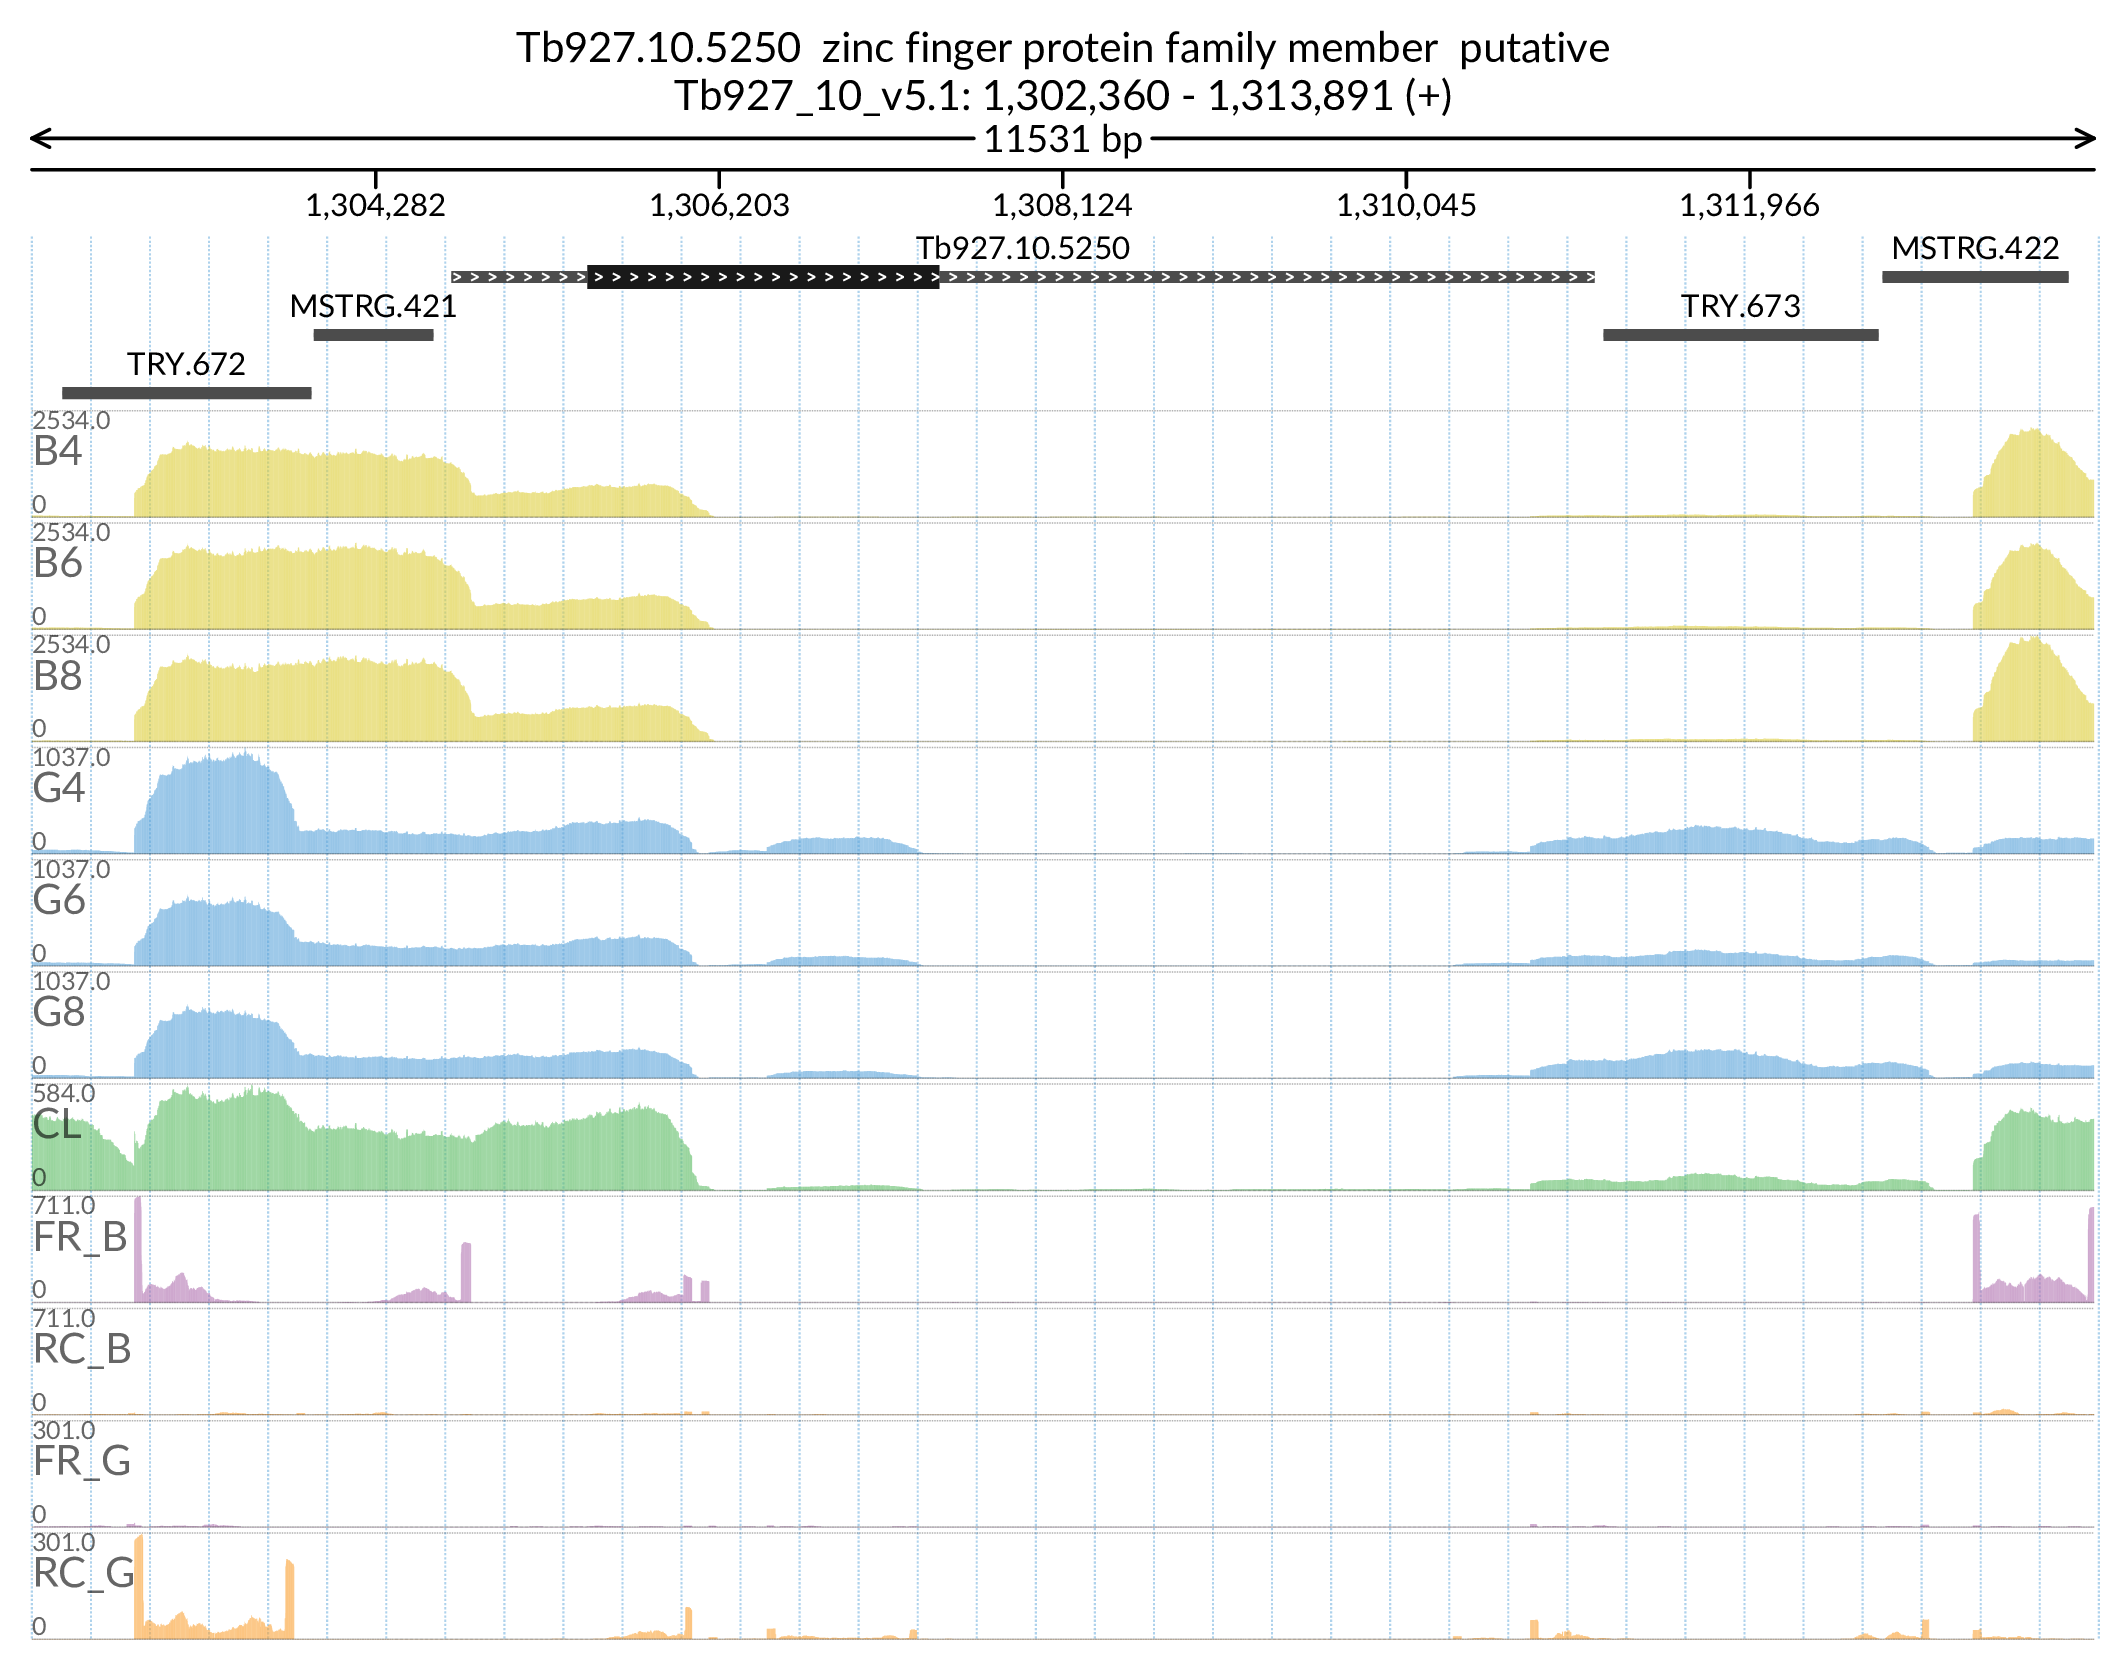 Tb927.10.5250 zinc finger protein family member putative
Tb927_10_v5.1: 1,302,360 - 1,313,891 (+)
11531 bp
1,304,282 1,306,203 1,308,124 1,310,045 1,311,966
Tb927.10.5250 MSTRG.422
MSTRG.421 TRY.673
TRY.672
2534.0
B4
0
2534.0
B6
0
2534.0
B8
0
1037.0
G4
0
1037.0
G6
0
1037.0
G8
0
584.0
CL
0
711.0
FR_B
0
711.0
RC_B
0
301.0
FR_G
0
301.0
RC_G
0